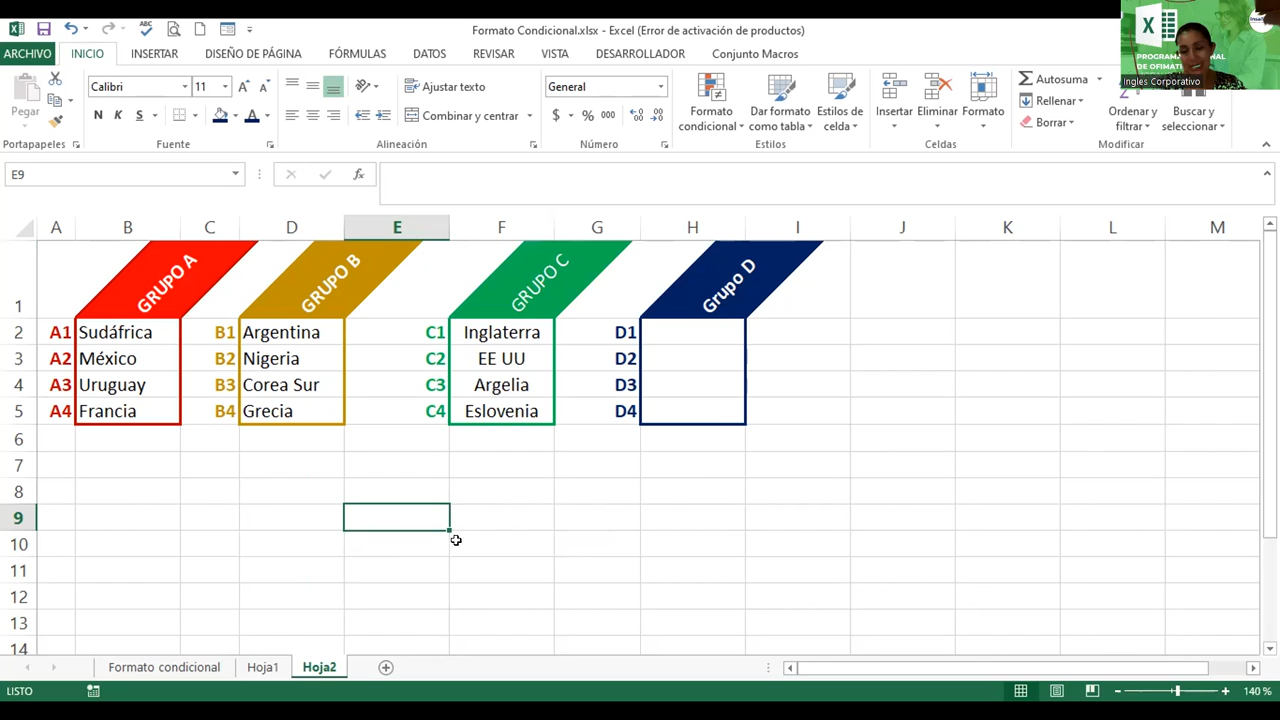 Formato Condicional.xlsx - Excel (Error de activación de productos)
ARCHIVO INICIO INSERTAR DISEÑO DE PÁGINA FÓRMULAS DATOS REVISAR VISTA DESARROLLADOR Conjunto Macros
Inglés Corporativo
Pegar
Portapapeles
Calibri 11
N K S
Fuente
Ajustar texto
Combinar y centrar
Alineación
General
$ % 000
Número
Formato condicional
Dar formato como tabla
Estilos de celda
Estilos
Insertar Eliminar Formato
Celdas
Autosuma
Rellenar
Borrar
Ordenar y filtrar
Buscar y seleccionar
Modificar
E9
fx
A B C D E F G H I J K L M
1 GRUPO A GRUPO B GRUPO C Grupo D
2 A1 Sudáfrica B1 Argentina C1 Inglaterra D1
3 A2 México B2 Nigeria C2 EE UU D2
4 A3 Uruguay B3 Corea Sur C3 Argelia D3
5 A4 Francia B4 Grecia C4 Eslovenia D4
6
7
8
9
10
11
12
13
14
Formato condicional Hoja1 Hoja2
LISTO
140 %